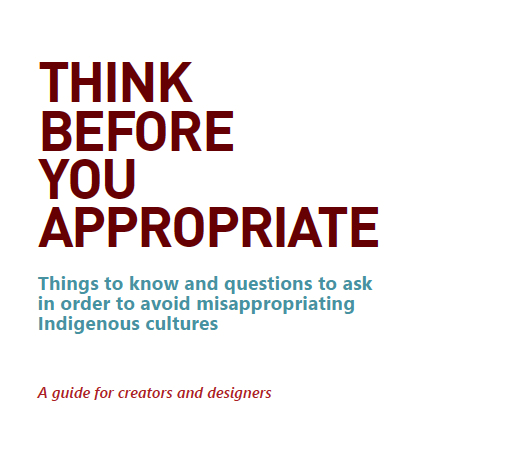 THINK
BEFORE
YOU
APPROPRIATE
Things to know and questions to ask
in order to avoid misappropriating
Indigenous cultures
A guide for creators and designers